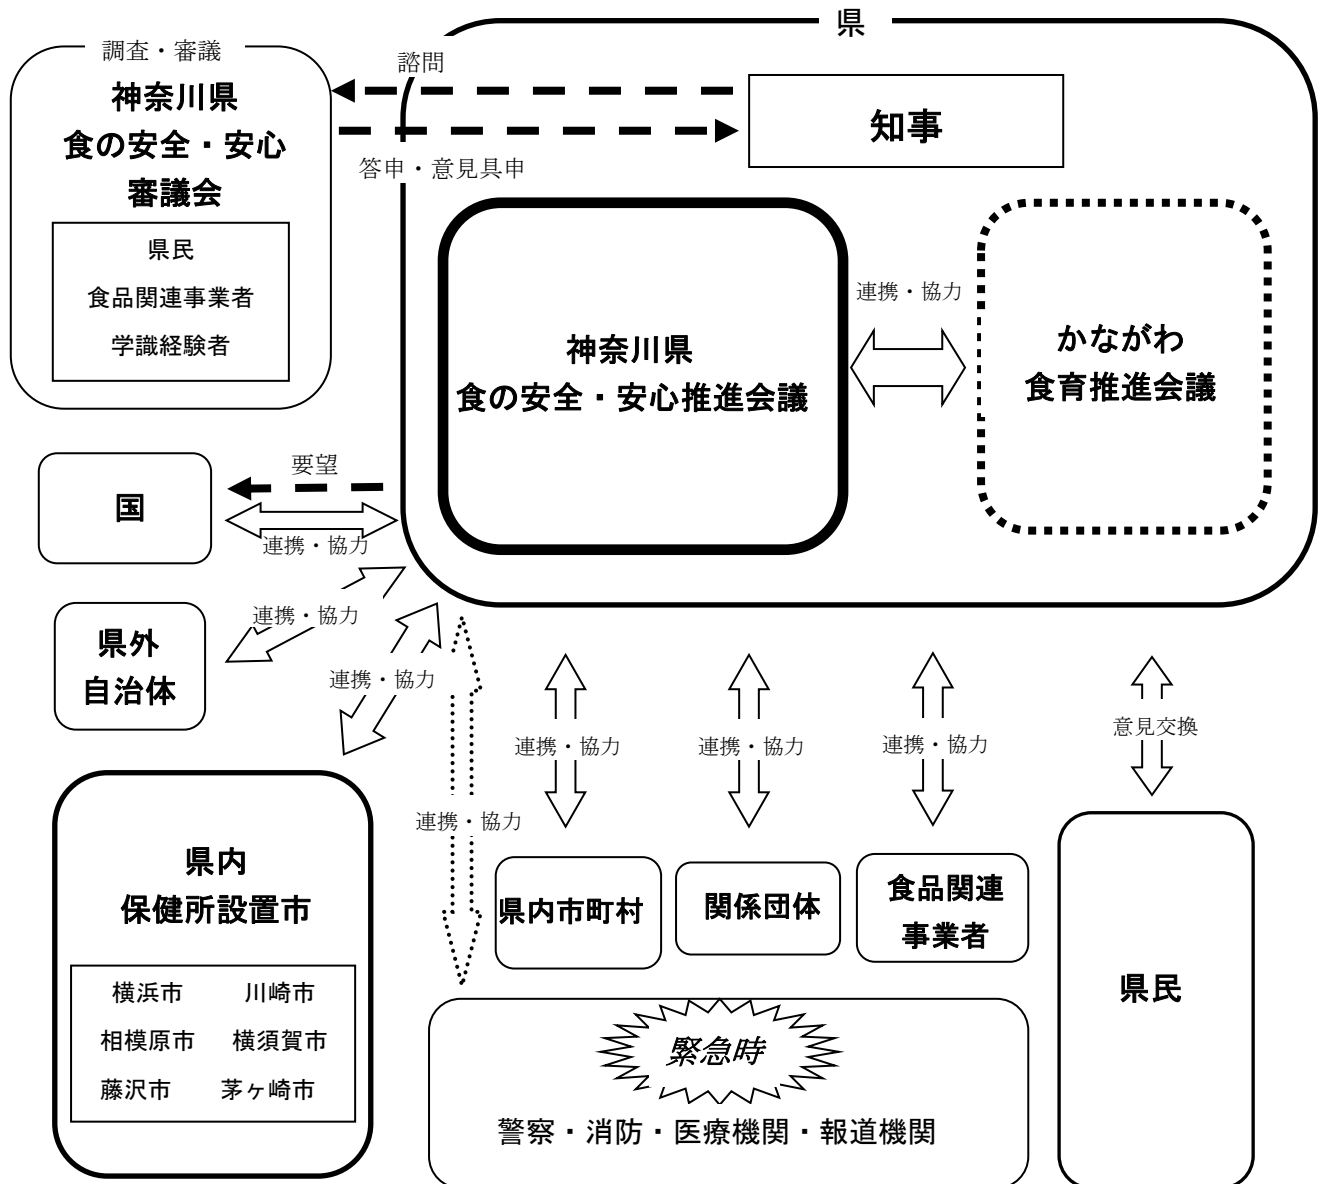 県
調査・審議
神奈川県
食の安全・安心
審議会
県民
食品関連事業者
学識経験者
諮問
答申・意見具申
知事
神奈川県
食の安全・安心推進会議
連携・協力
かながわ
食育推進会議
国
要望
連携・協力
県外
自治体
連携・協力
連携・協力
県内
保健所設置市
横浜市 川崎市
相模原市 横須賀市
藤沢市 茅ヶ崎市
連携・協力
連携・協力
連携・協力
連携・協力
意見交換
県内市町村
関係団体
食品関連
事業者
県民
緊急時
警察・消防・医療機関・報道機関